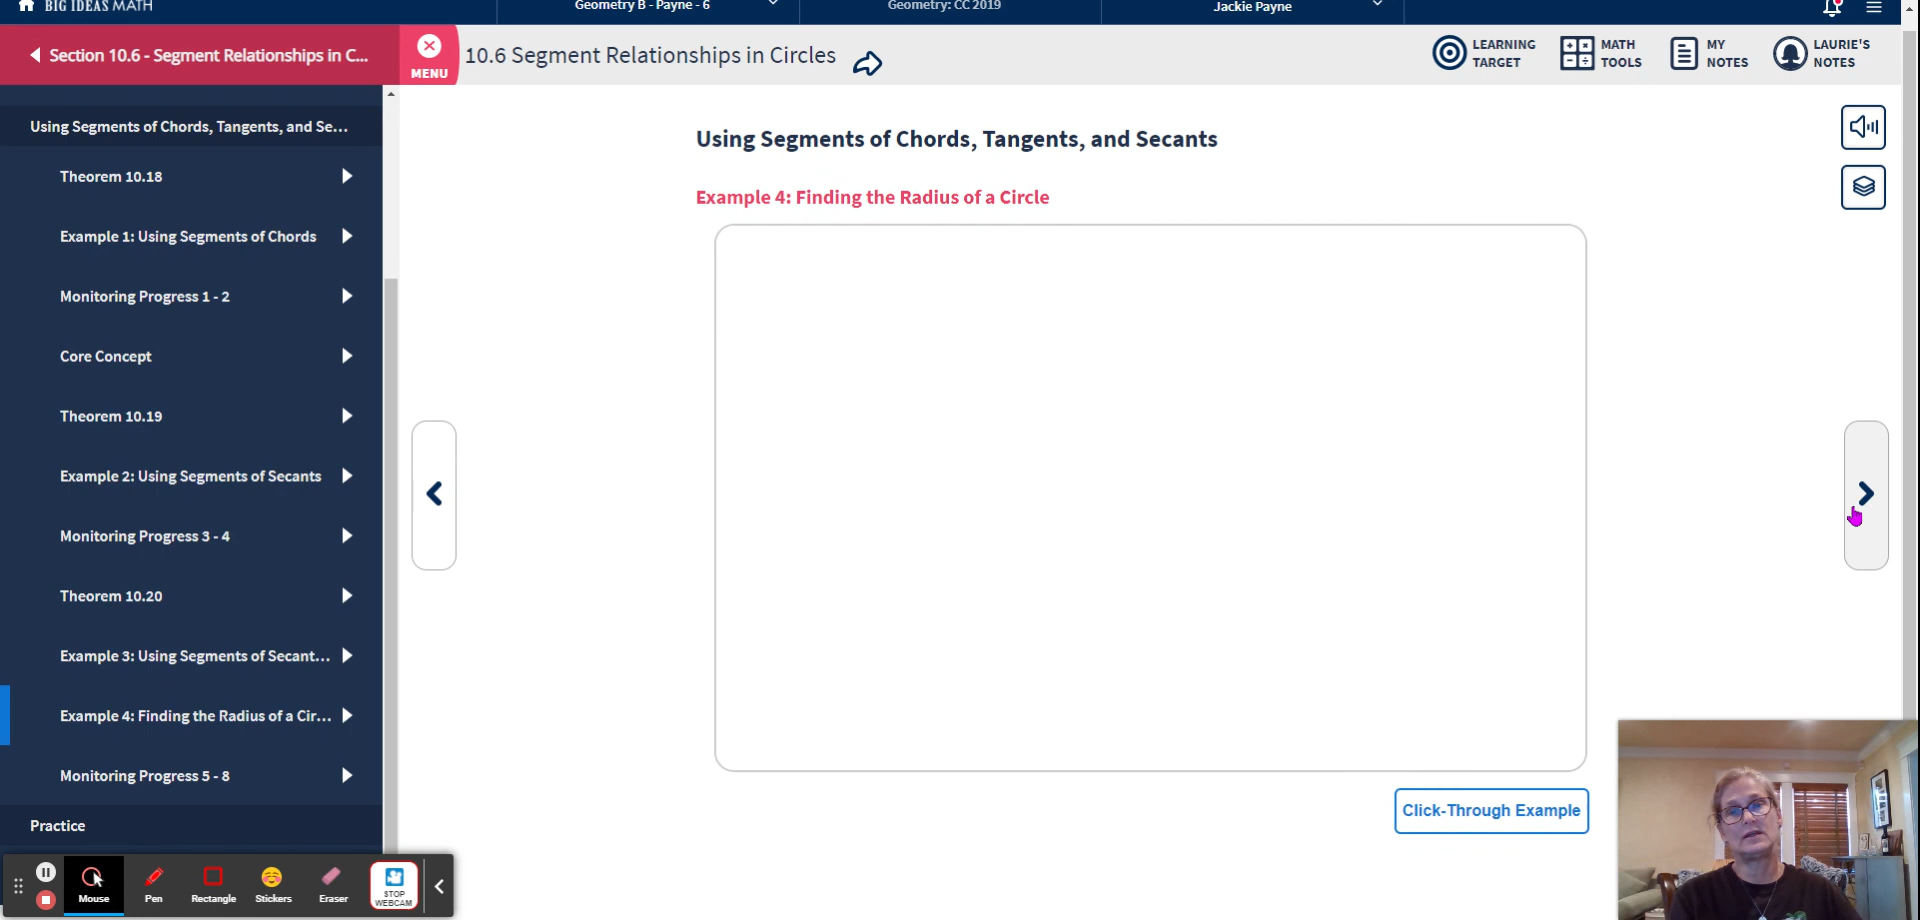 BIG IDEAS MATH
Geometry B - Payne - 6
Geometry: CC 2019
Jackie Payne
Section 10.6 - Segment Relationships in C...
MENU
10.6 Segment Relationships in Circles
LEARNING TARGET
MATH TOOLS
MY NOTES
LAURIE'S NOTES
Using Segments of Chords, Tangents, and Se...
Theorem 10.18
Example 1: Using Segments of Chords
Monitoring Progress 1 - 2
Core Concept
Theorem 10.19
Example 2: Using Segments of Secants
Monitoring Progress 3 - 4
Theorem 10.20
Example 3: Using Segments of Secant...
Example 4: Finding the Radius of a Cir...
Monitoring Progress 5 - 8
Practice
Using Segments of Chords, Tangents, and Secants
Example 4: Finding the Radius of a Circle
Click-Through Example
Mouse
Pen
Rectangle
Stickers
Eraser
STOP WEBCAM